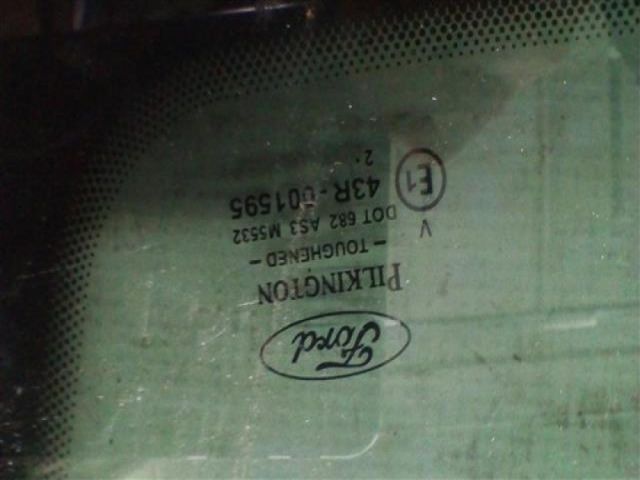 Ford
PILKINGTON
- TOUGHENED -
DOT 682 AS3 M5532
V
E1
43R-001595
2.